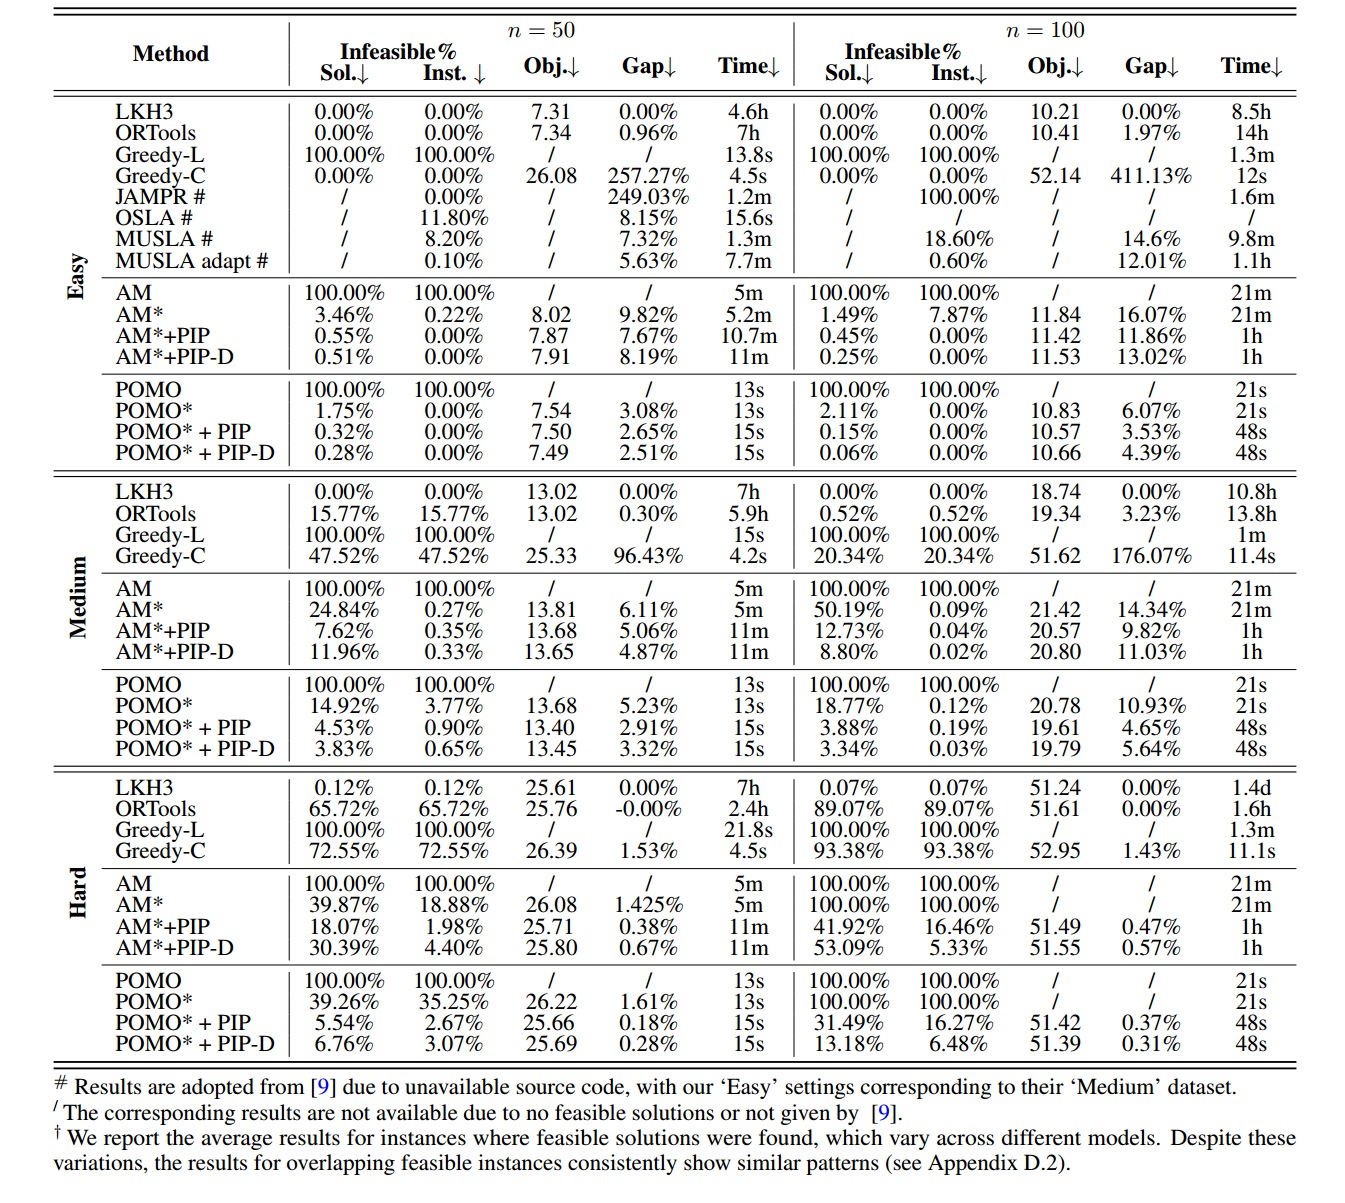 n = 50 n = 100
Method Infeasible% Obj.↓ Gap↓ Time↓ Infeasible% Obj.↓ Gap↓ Time↓
Sol.↓ Inst. ↓ Sol.↓ Inst.↓
Easy
LKH3 0.00% 0.00% 7.31 0.00% 4.6h 0.00% 0.00% 10.21 0.00% 8.5h
ORTools 0.00% 0.00% 7.34 0.96% 7h 0.00% 0.00% 10.41 1.97% 14h
Greedy-L 100.00% 100.00% / / 13.8s 100.00% 100.00% / / 1.3m
Greedy-C 0.00% 0.00% 26.08 257.27% 4.5s 0.00% 0.00% 52.14 411.13% 12s
JAMPR # / 0.00% / 249.03% 1.2m / 100.00% / / 1.6m
OSLA # / 11.80% / 8.15% 15.6s / / / / /
MUSLA # / 8.20% / 7.32% 1.3m / 18.60% / 14.6% 9.8m
MUSLA adapt # / 0.10% / 5.63% 7.7m / 0.60% / 12.01% 1.1h
AM 100.00% 100.00% / / 5m 100.00% 100.00% / / 21m
AM* 3.46% 0.22% 8.02 9.82% 5.2m 1.49% 7.87% 11.84 16.07% 21m
AM*+PIP 0.55% 0.00% 7.87 7.67% 10.7m 0.45% 0.00% 11.42 11.86% 1h
AM*+PIP-D 0.51% 0.00% 7.91 8.19% 11m 0.25% 0.00% 11.53 13.02% 1h
POMO 100.00% 100.00% / / 13s 100.00% 100.00% / / 21s
POMO* 1.75% 0.00% 7.54 3.08% 13s 2.11% 0.00% 10.83 6.07% 21s
POMO* + PIP 0.32% 0.00% 7.50 2.65% 15s 0.15% 0.00% 10.57 3.53% 48s
POMO* + PIP-D 0.28% 0.00% 7.49 2.51% 15s 0.06% 0.00% 10.66 4.39% 48s
Medium
LKH3 0.00% 0.00% 13.02 0.00% 7h 0.00% 0.00% 18.74 0.00% 10.8h
ORTools 15.77% 15.77% 13.02 0.30% 5.9h 0.52% 0.52% 19.34 3.23% 13.8h
Greedy-L 100.00% 100.00% / / 15s 100.00% 100.00% / / 1m
Greedy-C 47.52% 47.52% 25.33 96.43% 4.2s 20.34% 20.34% 51.62 176.07% 11.4s
AM 100.00% 100.00% / / 5m 100.00% 100.00% / / 21m
AM* 24.84% 0.27% 13.81 6.11% 5m 50.19% 0.09% 21.42 14.34% 21m
AM*+PIP 7.62% 0.35% 13.68 5.06% 11m 12.73% 0.04% 20.57 9.82% 1h
AM*+PIP-D 11.96% 0.33% 13.65 4.87% 11m 8.80% 0.02% 20.80 11.03% 1h
POMO 100.00% 100.00% / / 13s 100.00% 100.00% / / 21s
POMO* 14.92% 3.77% 13.68 5.23% 13s 18.77% 0.12% 20.78 10.93% 21s
POMO* + PIP 4.53% 0.90% 13.40 2.91% 15s 3.88% 0.19% 19.61 4.65% 48s
POMO* + PIP-D 3.83% 0.65% 13.45 3.32% 15s 3.34% 0.03% 19.79 5.64% 48s
Hard
LKH3 0.12% 0.12% 25.61 0.00% 7h 0.07% 0.07% 51.24 0.00% 1.4d
ORTools 65.72% 65.72% 25.76 -0.00% 2.4h 89.07% 89.07% 51.61 0.00% 1.6h
Greedy-L 100.00% 100.00% / / 21.8s 100.00% 100.00% / / 1.3m
Greedy-C 72.55% 72.55% 26.39 1.53% 4.5s 93.38% 93.38% 52.95 1.43% 11.1s
AM 100.00% 100.00% / / 5m 100.00% 100.00% / / 21m
AM* 39.87% 18.88% 26.08 1.425% 5m 100.00% 100.00% / / 21m
AM*+PIP 18.07% 1.98% 25.71 0.38% 11m 41.92% 16.46% 51.49 0.47% 1h
AM*+PIP-D 30.39% 4.40% 25.80 0.67% 11m 53.09% 5.33% 51.55 0.57% 1h
POMO 100.00% 100.00% / / 13s 100.00% 100.00% / / 21s
POMO* 39.26% 35.25% 26.22 1.61% 13s 100.00% 100.00% / / 21s
POMO* + PIP 5.54% 2.67% 25.66 0.18% 15s 31.49% 16.27% 51.42 0.37% 48s
POMO* + PIP-D 6.76% 3.07% 25.69 0.28% 15s 13.18% 6.48% 51.39 0.31% 48s
# Results are adopted from [9] due to unavailable source code, with our ‘Easy’ settings corresponding to their ‘Medium’ dataset.
/ The corresponding results are not available due to no feasible solutions or not given by [9].
† We report the average results for instances where feasible solutions were found, which vary across different models. Despite these
variations, the results for overlapping feasible instances consistently show similar patterns (see Appendix D.2).